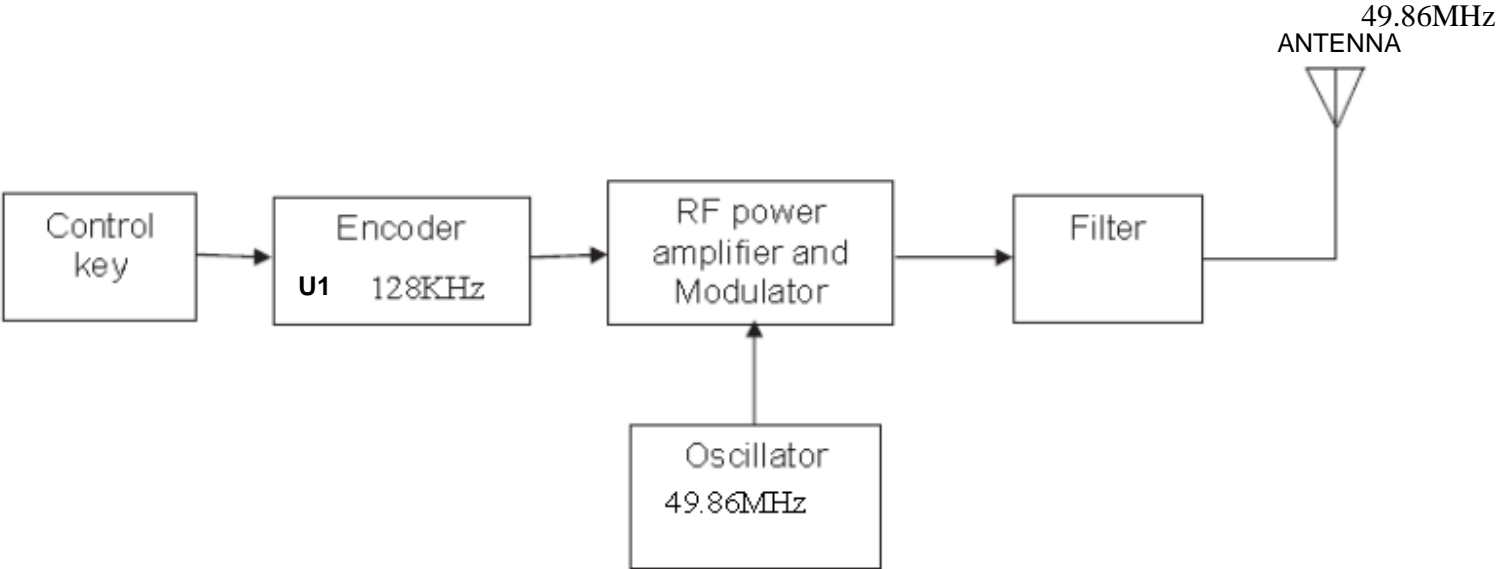 49.86MHz
ANTENNA
Control
key
Encoder
U1 128KHz
RF power
amplifier and
Modulator
Filter
Oscillator
49.86MHz